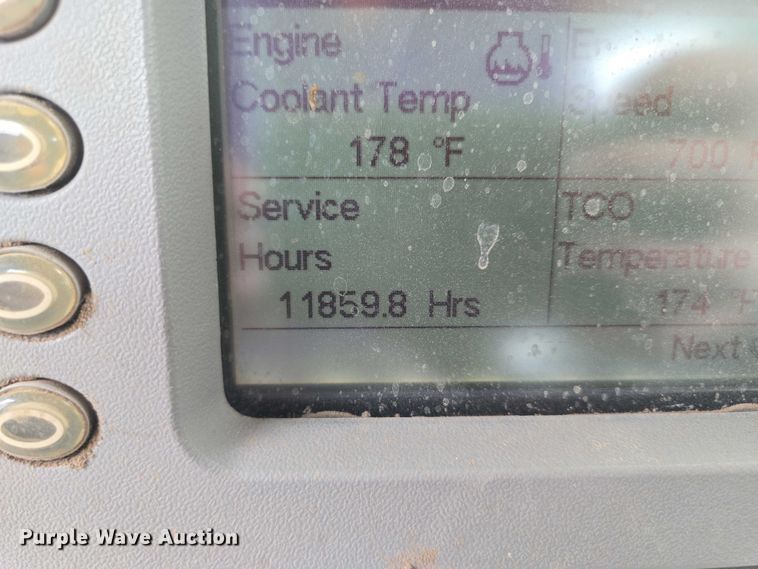 Engine
Coolant Temp
178 °F
Speed
700
Service
Hours
11859.8 Hrs
TCO
Temperature
174 °F
Next
Purple Wave Auction